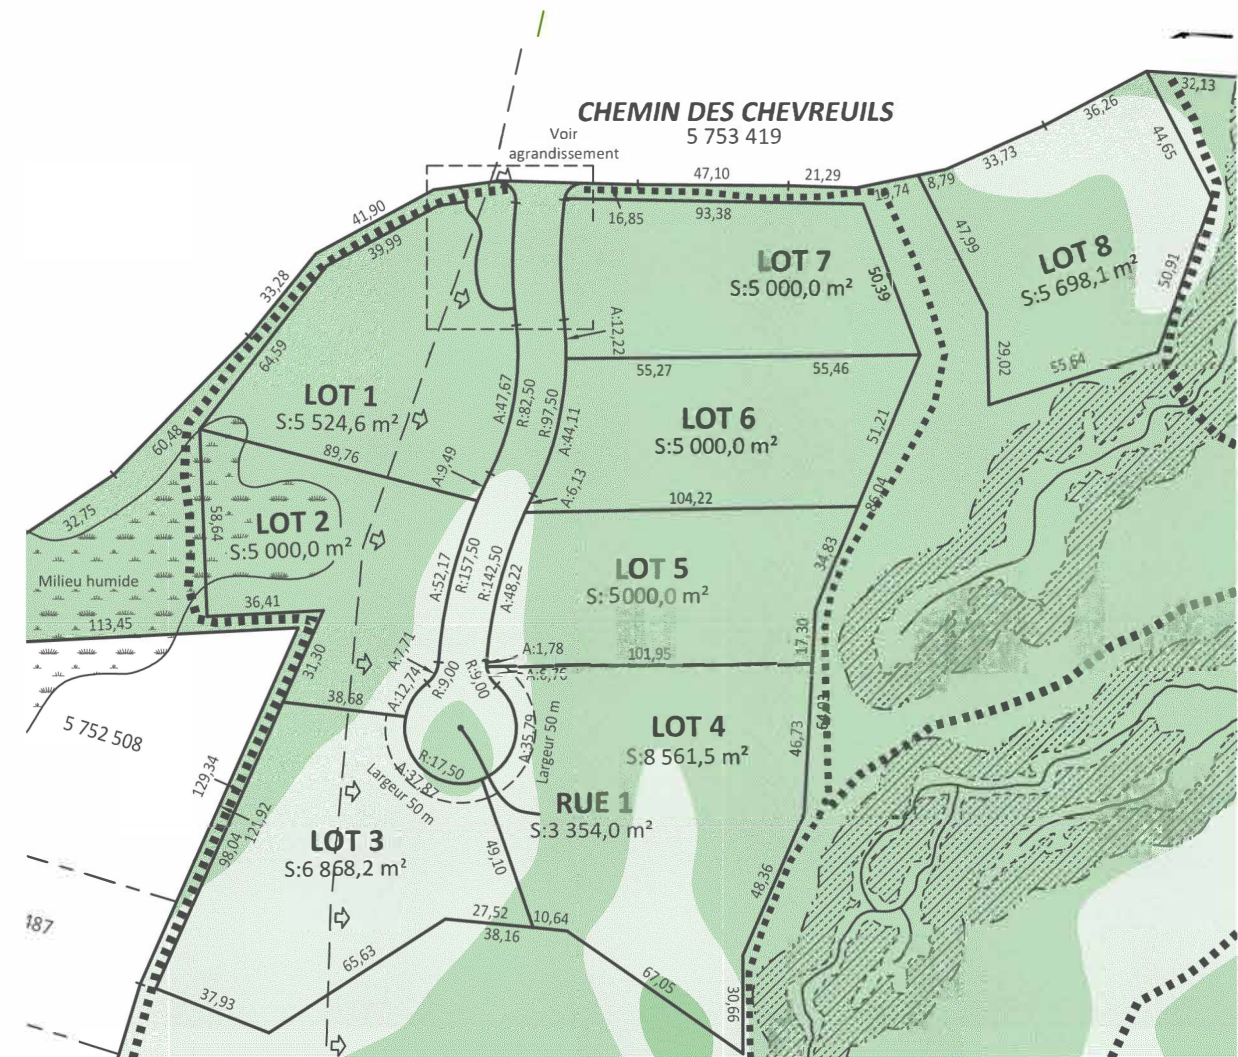 CHEMIN DES CHEVREUILS
5 753 419
Voir
agrandissement
32,13
36,26
44,65
33,73
47,10
21,29
8,79
41,90
39,99
16,85
93,38
47,99
LOT 7
S:5 000,0 m²
LOT 8
S:5 698,1 m²
50,91
50,39
33,28
64,59
A:12,22
29,02
55,64
55,27
55,46
LOT 1
S:5 524,6 m²
A:47,67
R:82,50
R:97,50
A:44,11
LOT 6
S:5 000,0 m²
51,21
60,48
89,76
A:9,49
A:6,13
104,22
86,04
32,75
58,64
LOT 2
S:5 000,0 m²
34,83
Milieu humide
A:52,17
R:157,50
R:142,50
A:48,22
LOT 5
S: 5000,0 m²
36,41
113,45
17,30
31,30
A:7,71
A:1,78
101,95
A:6,76
A:12,74
R:9,00
R:9,00
38,68
5 752 508
64,03
46,73
LOT 4
S:8 561,5 m²
A:35,79
Largeur 50 m
R:17,50
A:37,87
Largeur 50 m
129,34
RUE 1
S:3 354,0 m²
98,04
121,92
LOT 3
S:6 868,2 m²
49,10
48,36
487
27,52
10,64
38,16
65,63
67,05
37,93
30,66